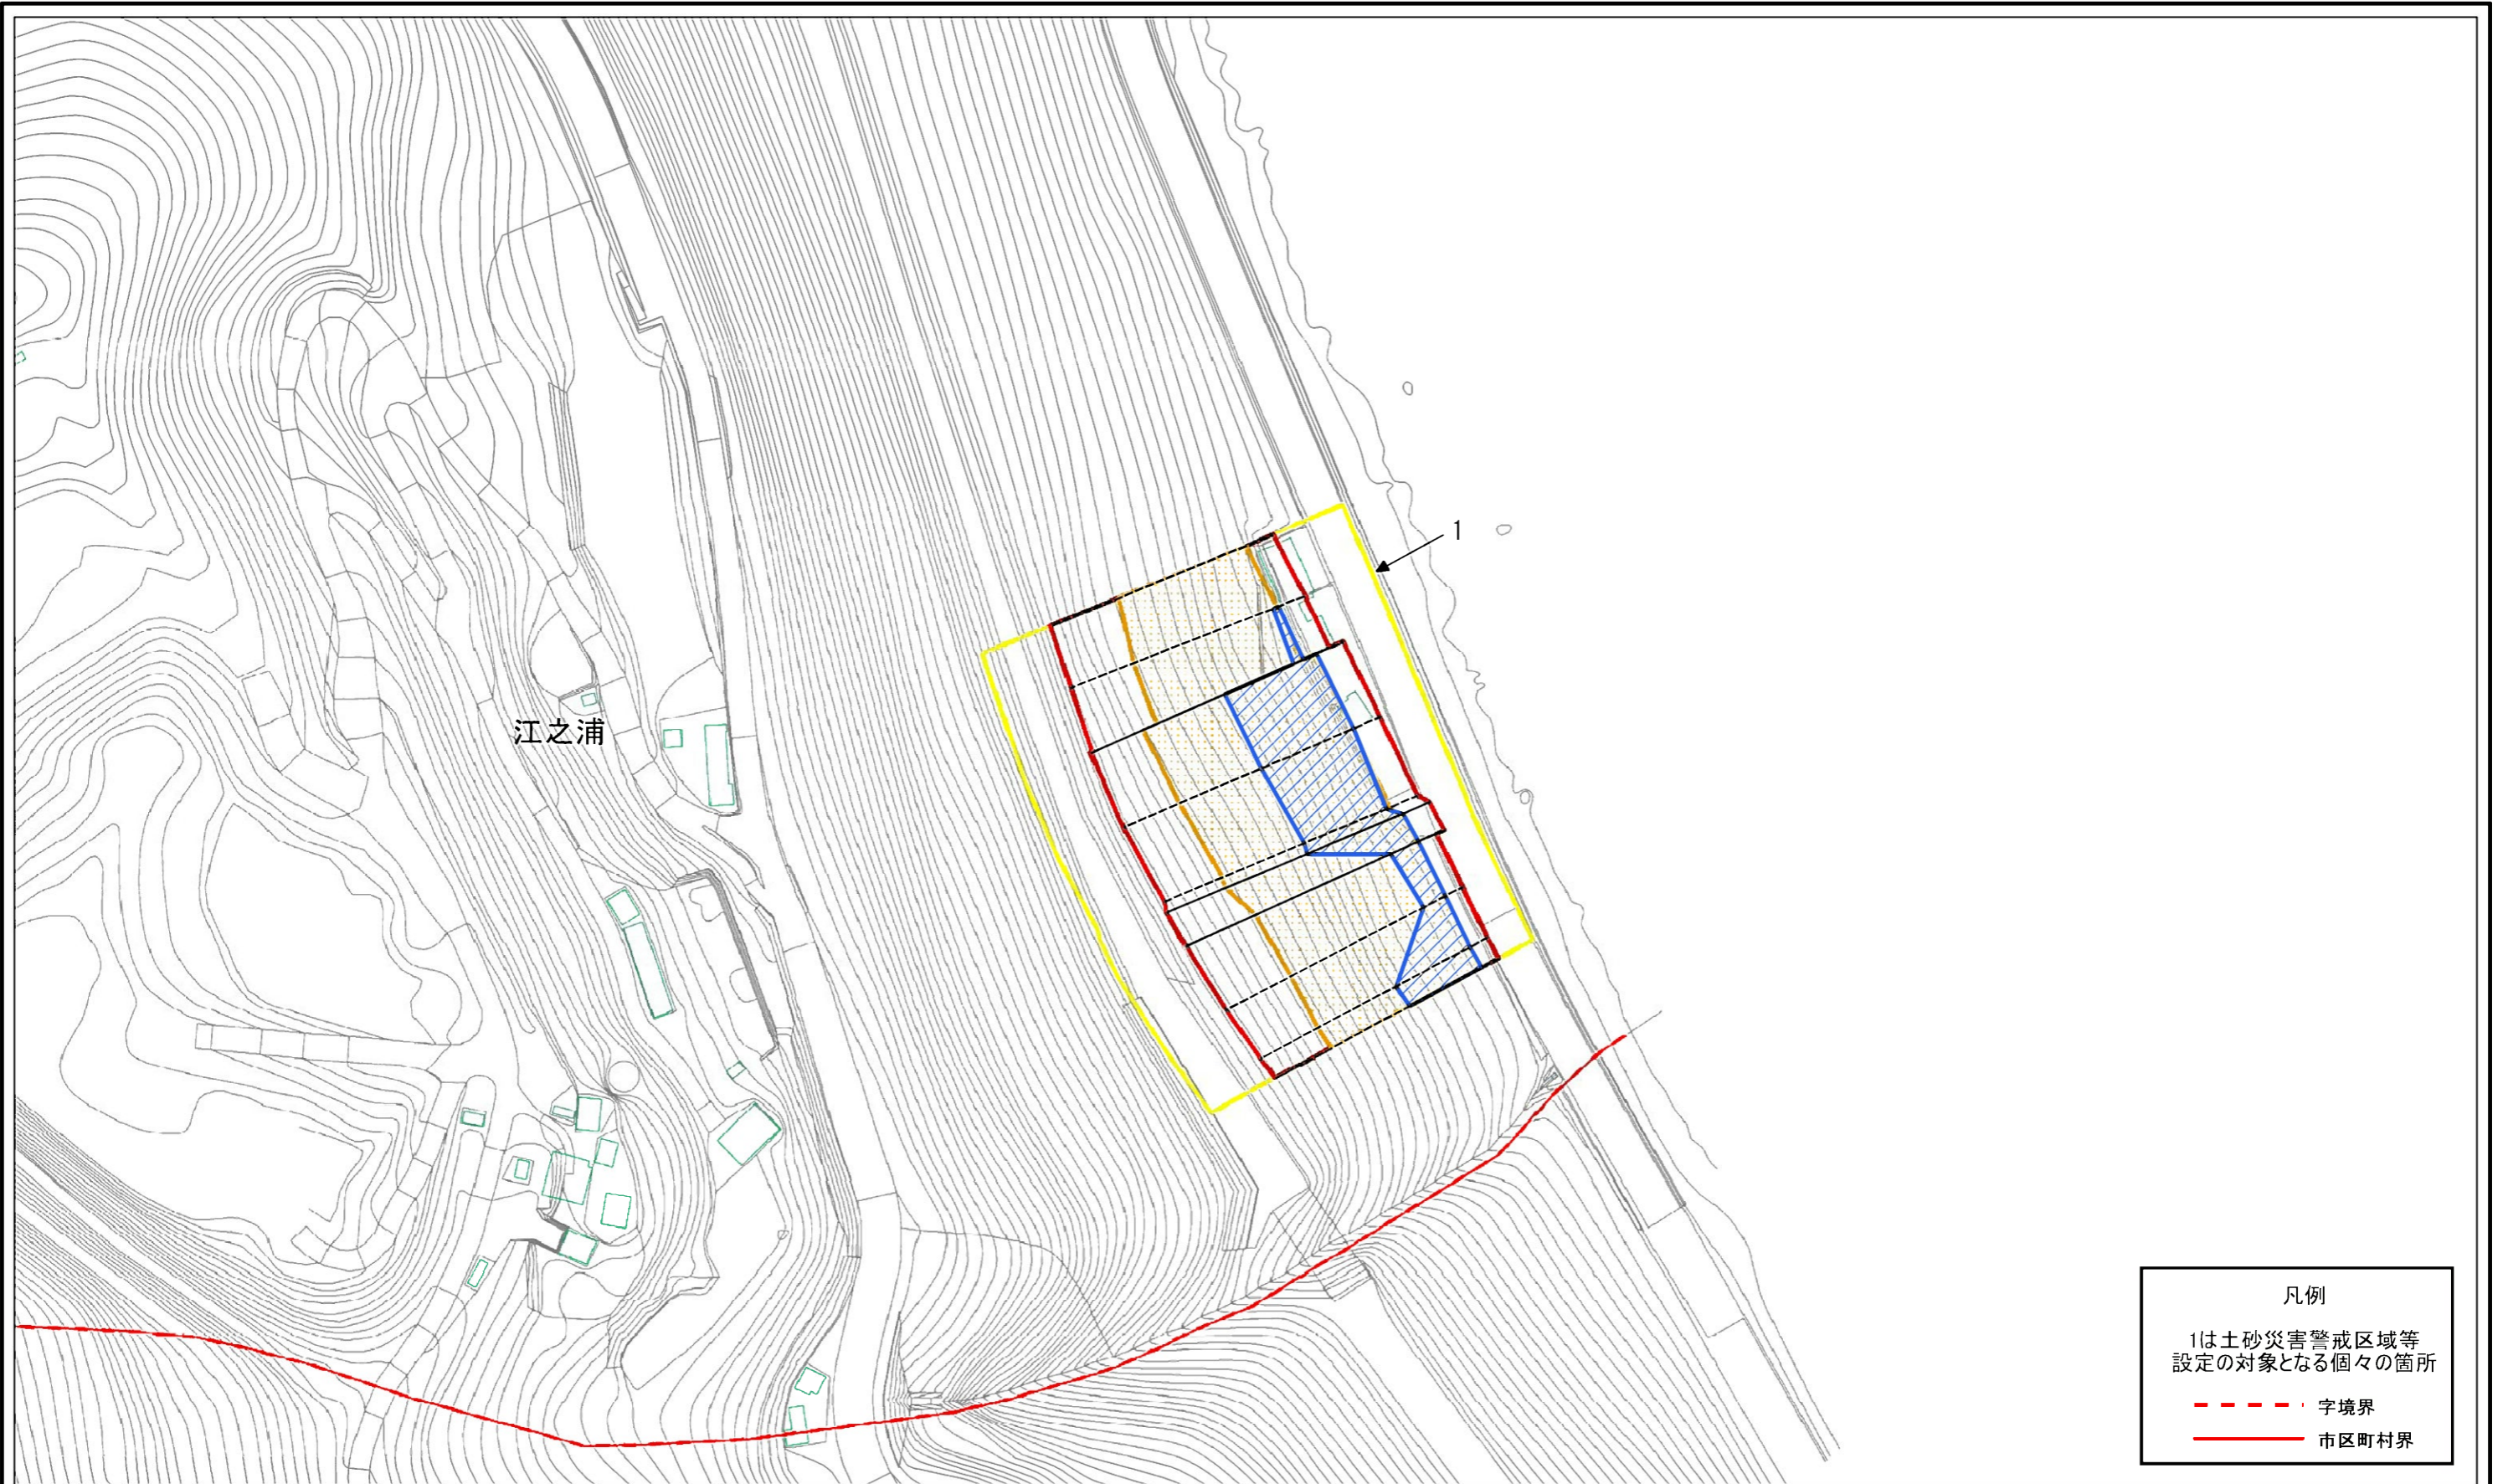 1
江之浦
凡例
1は土砂災害警戒区域等
設定の対象となる個々の箇所
字境界
市区町村界